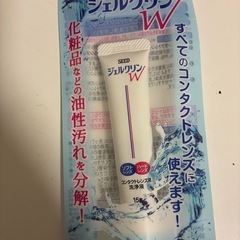 ジェルクリンW
すべてのコンタクトレンズに
使えます!
化粧品などの油性汚れを分解!
SEED
ジェルクリン
W
コンタクトレンズ用
洗浄液